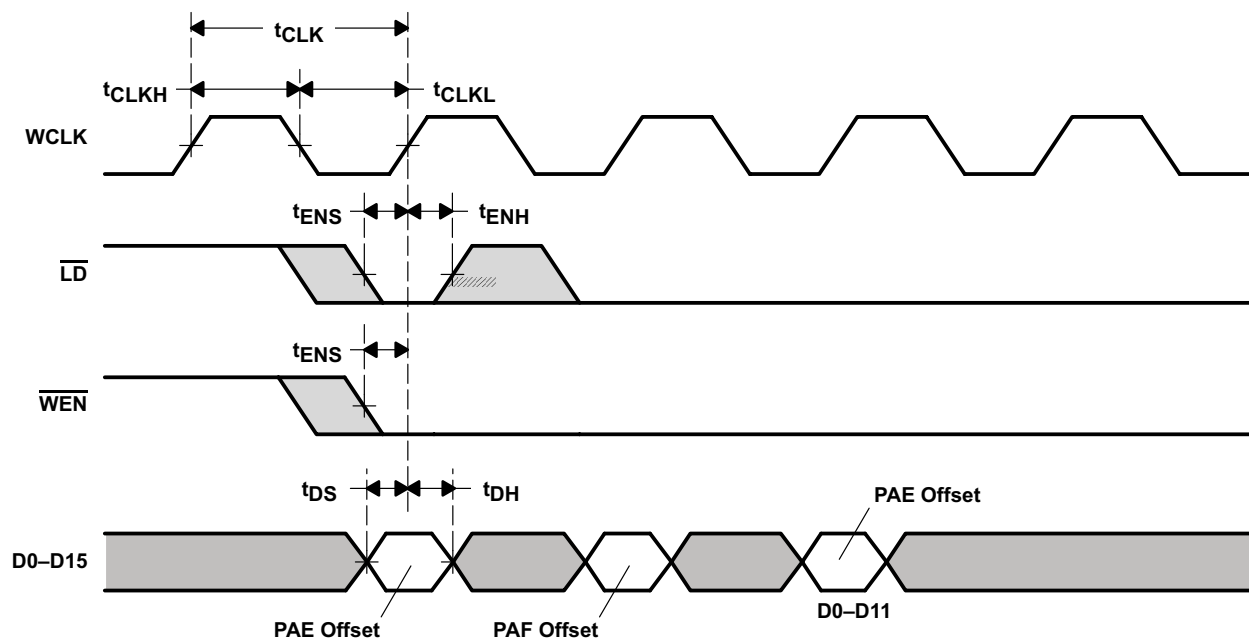 tCLK
tCLKH
tCLKL
WCLK
tENS
tENH
LD
tENS
WEN
tDS
tDH
PAE Offset
D0–D15
D0–D11
PAE Offset
PAF Offset